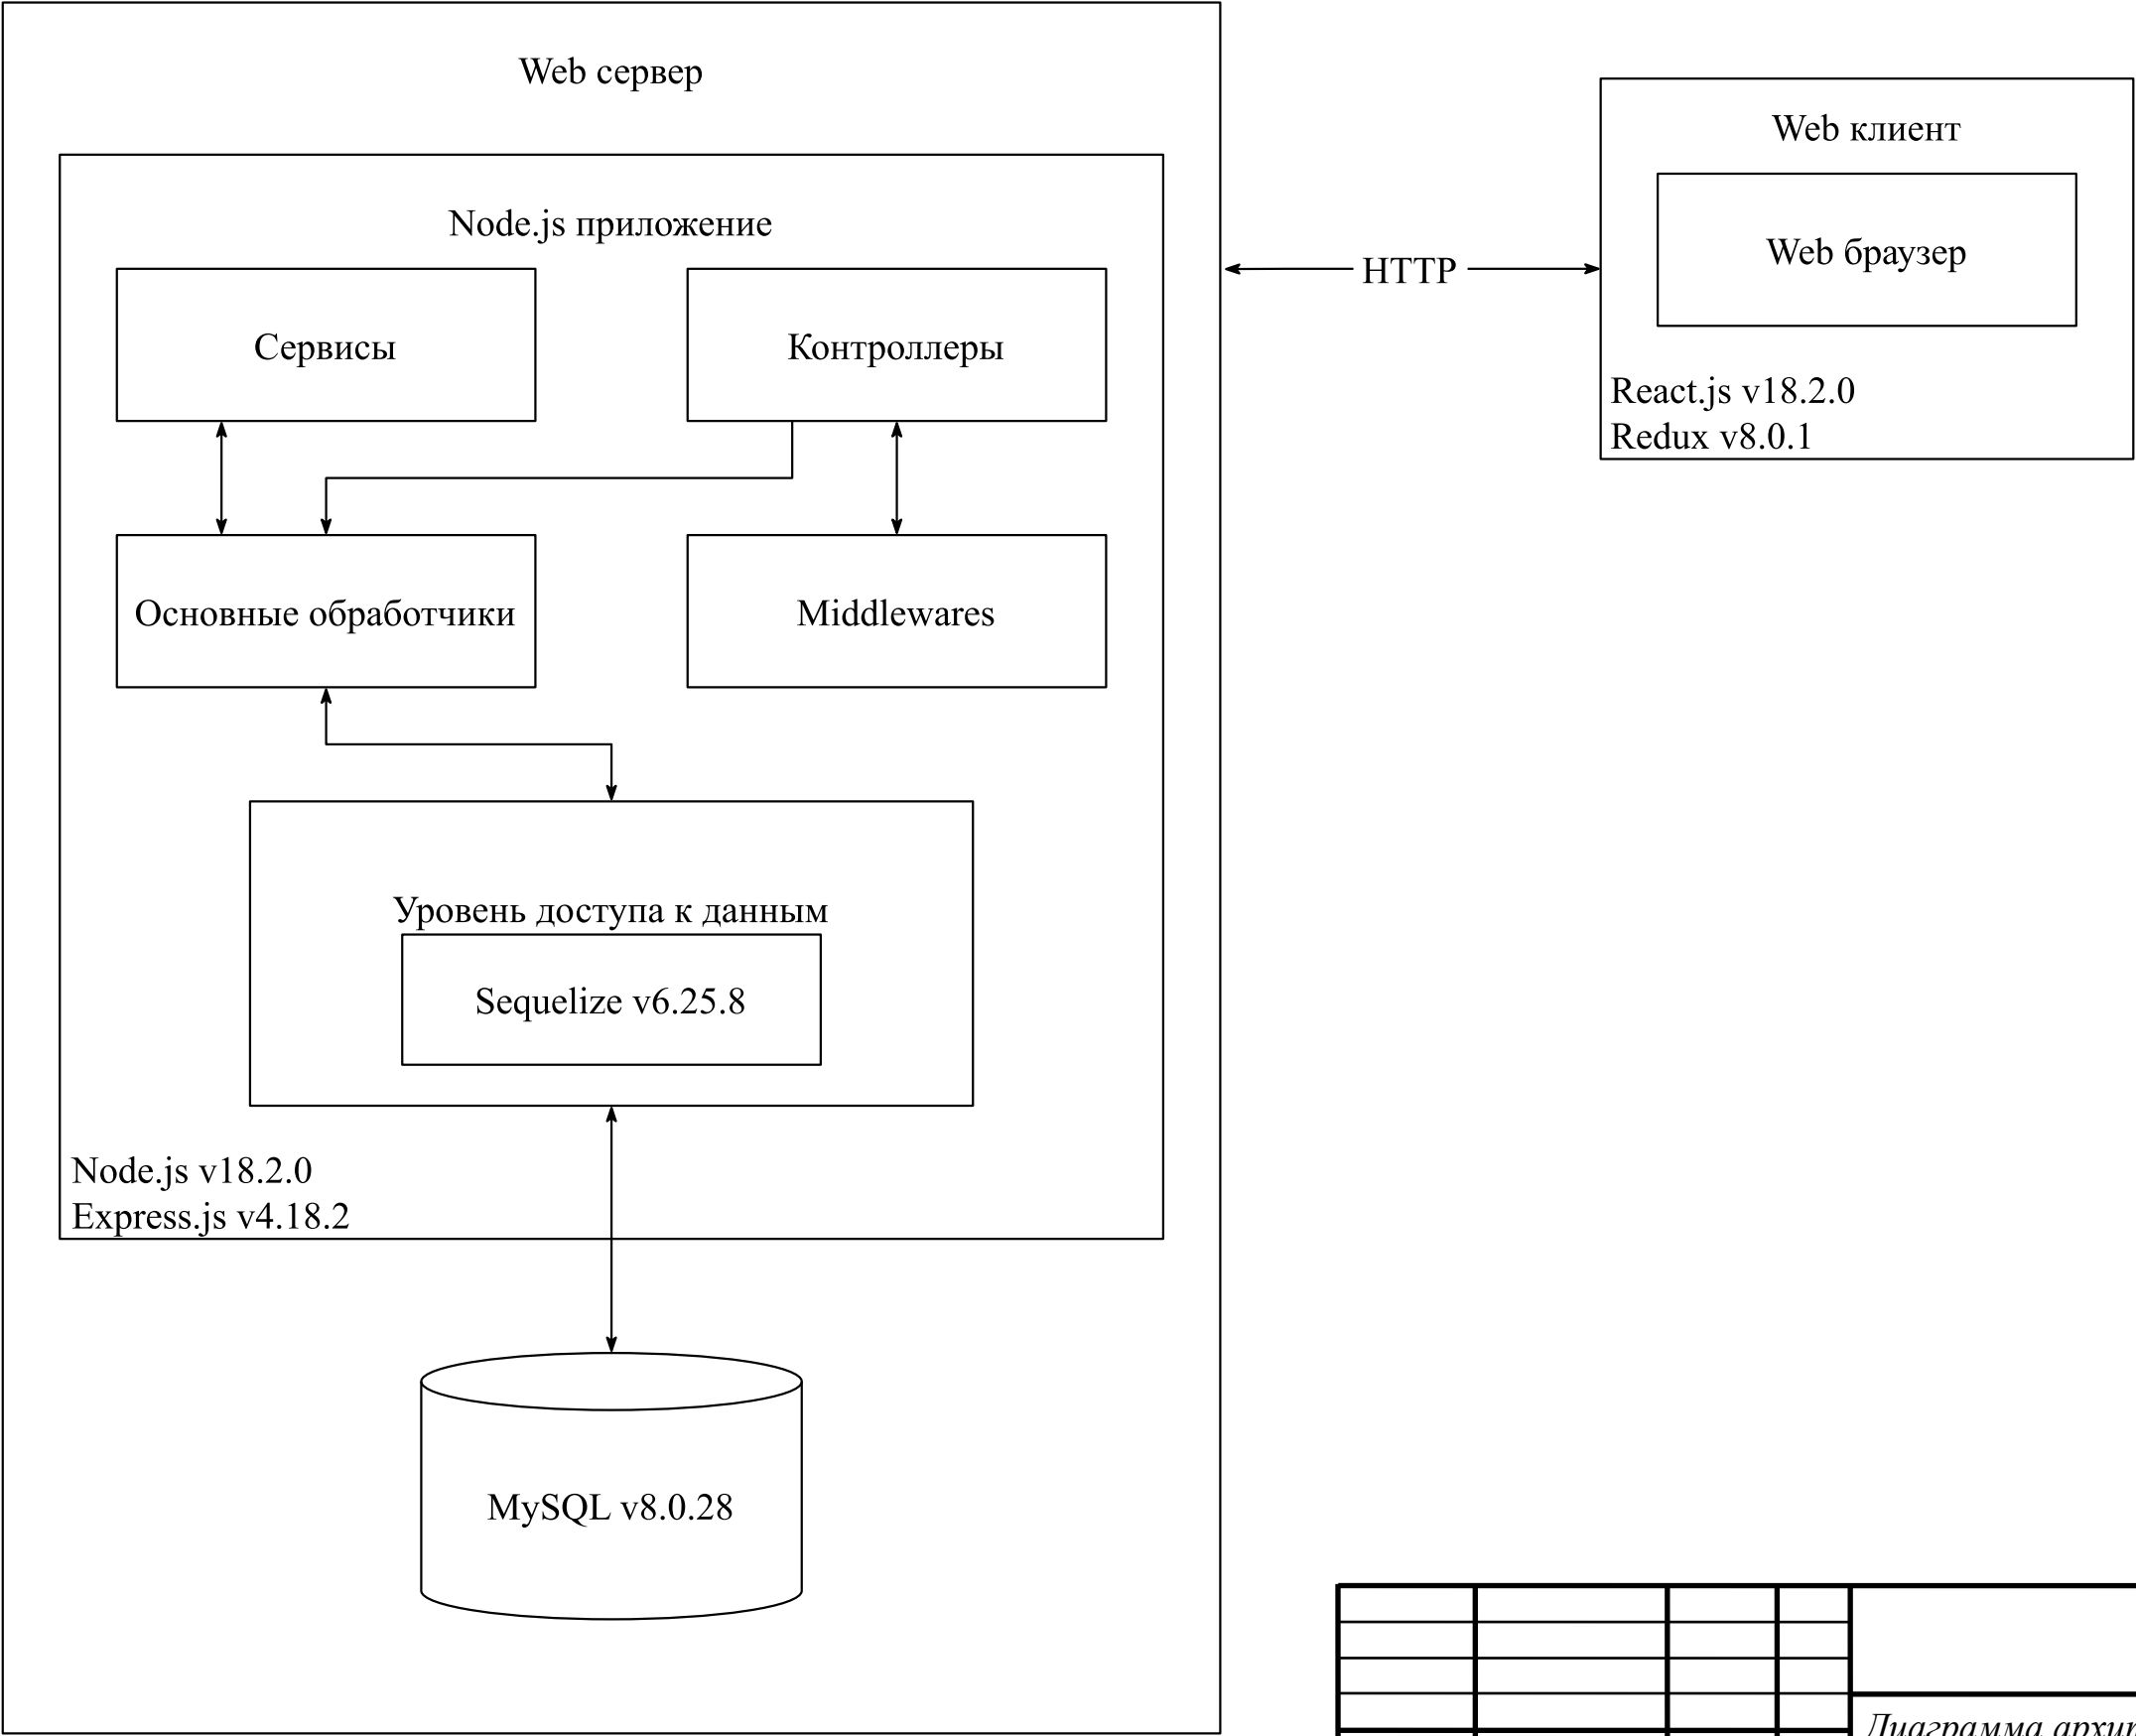 Web сервер
Node.js приложение
Сервисы
Контроллеры
Основные обработчики
Middlewares
Уровень доступа к данным
Sequelize v6.25.8
Node.js v18.2.0
Express.js v4.18.2
MySQL v8.0.28
HTTP
Web клиент
Web браузер
React.js v18.2.0
Redux v8.0.1
Диаграмма